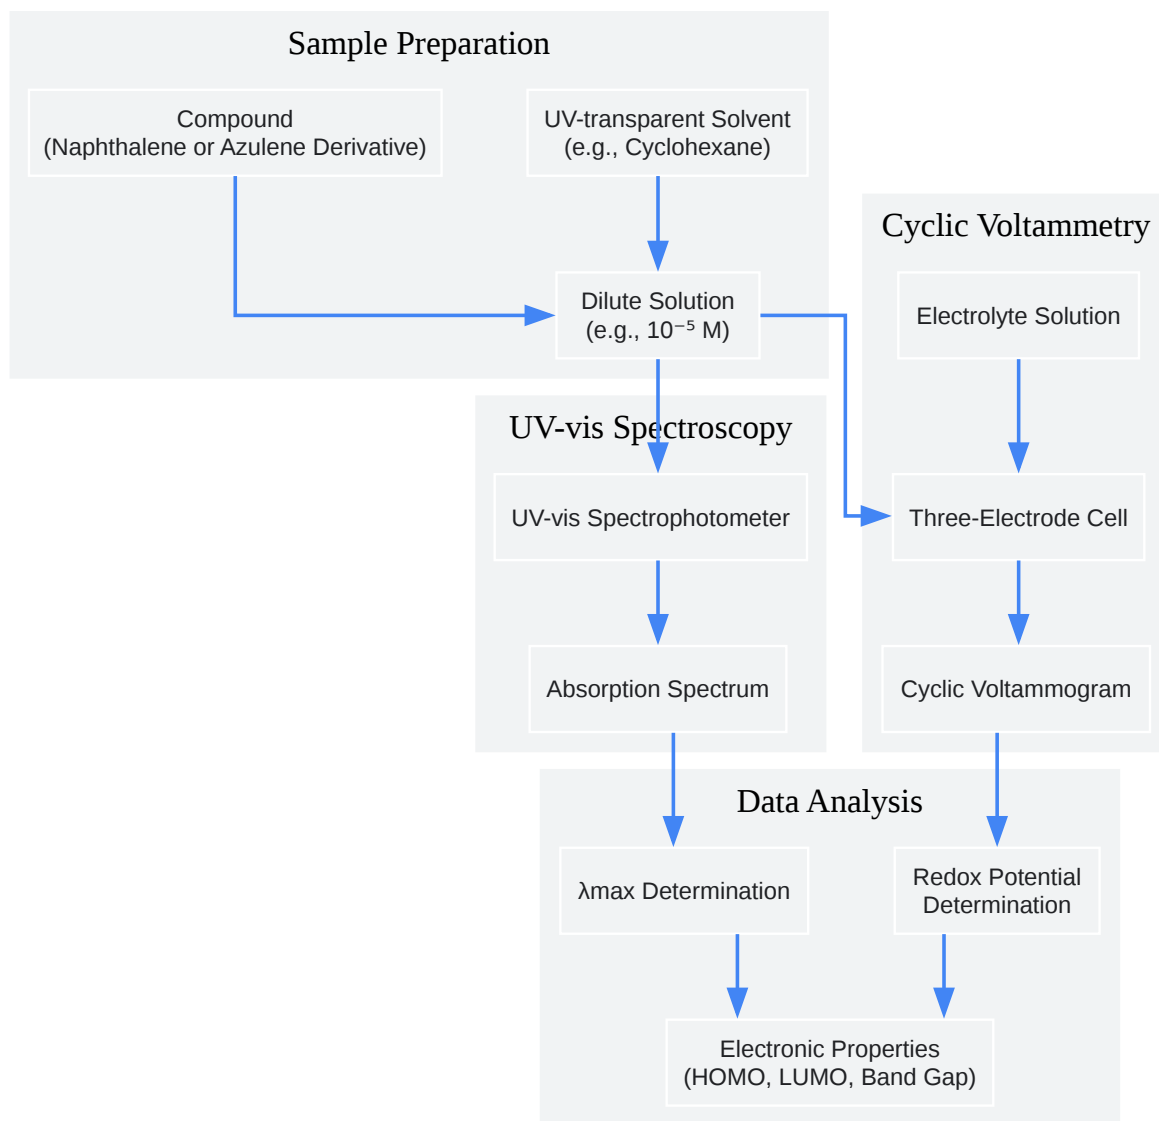 Sample Preparation
Compound
(Naphthalene or Azulene Derivative)
UV-transparent Solvent
(e.g., Cyclohexane)
Dilute Solution
(e.g., 10⁻⁵ M)
Cyclic Voltammetry
Electrolyte Solution
UV-vis Spectroscopy
UV-vis Spectrophotometer
Three-Electrode Cell
Absorption Spectrum
Cyclic Voltammogram
Data Analysis
λmax Determination
Redox Potential
Determination
Electronic Properties
(HOMO, LUMO, Band Gap)